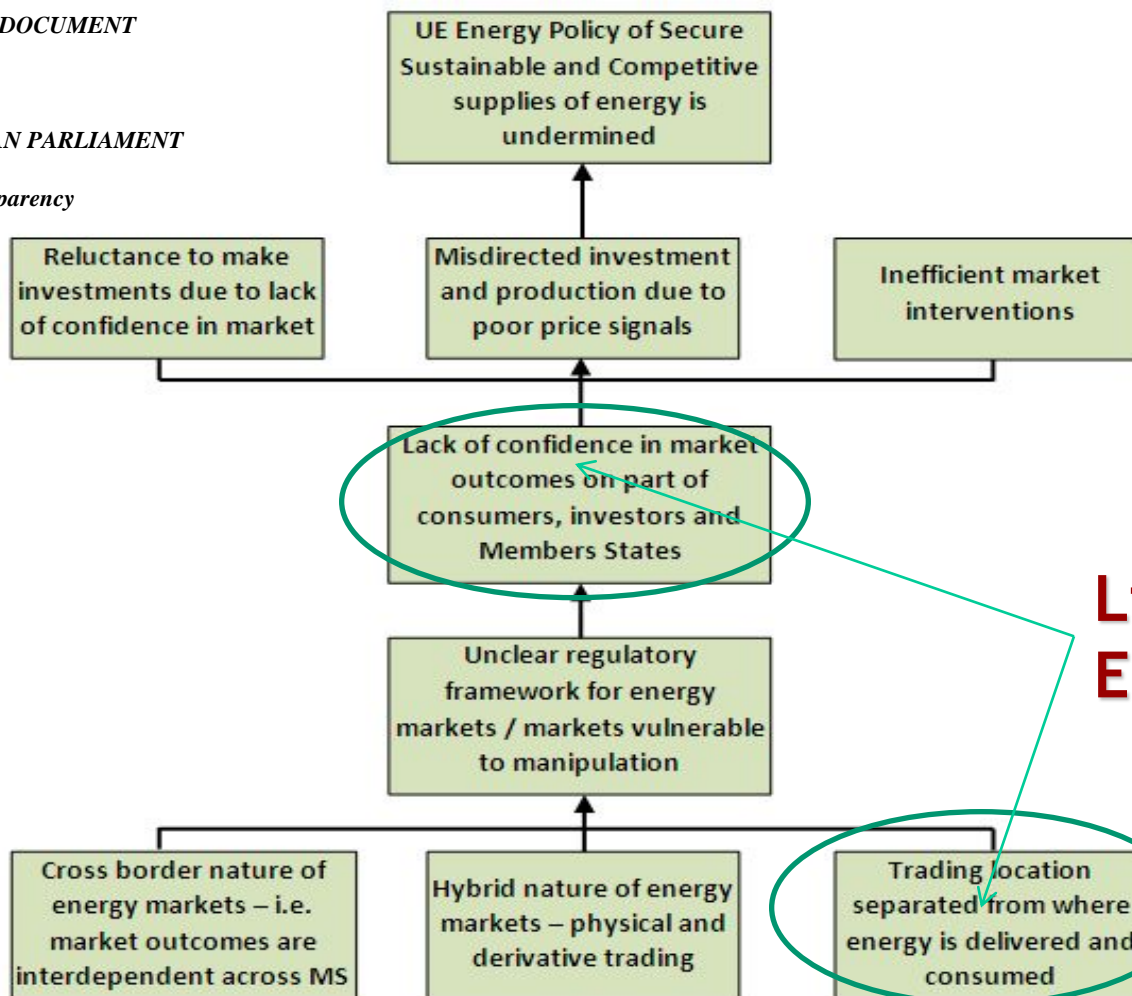 DOCUMENT
UE Energy Policy of Secure
Sustainable and Competitive
supplies of energy is
undermined
AN PARLIAMENT
parency
Reluctance to make
investments due to lack
of confidence in market
Misdirected investment
and production due to
poor price signals
Inefficient market
interventions
Lack of confidence in market
outcomes on part of
consumers, investors and
Members States
Unclear regulatory
framework for energy
markets / markets vulnerable
to manipulation
Cross border nature of
energy markets – i.e.
market outcomes are
interdependent across MS
Hybrid nature of energy
markets – physical and
derivative trading
Trading location
separated from where
energy is delivered and
consumed
L
E